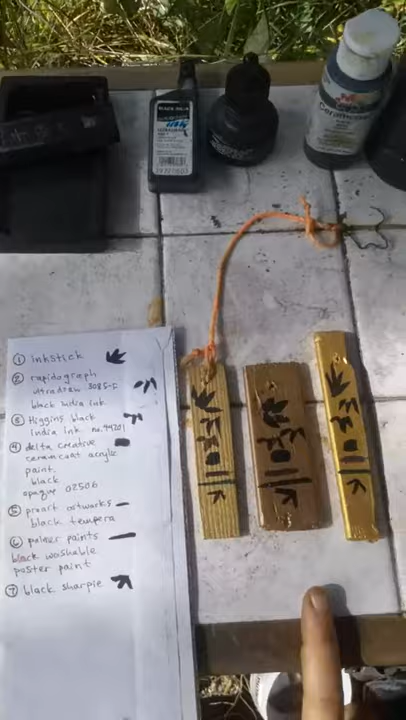 Ceramcoat
① inkstick
② rapidograph
ultradraw 3085-F
black india ink
③ Higgins black
India ink no. 44201
④ delta creative
ceramcoat acrylic
paint.
black
opaque 02506
⑤ proart artworks
black tempera
⑥ palmer paints
black washable
poster paint
⑦ black sharpie